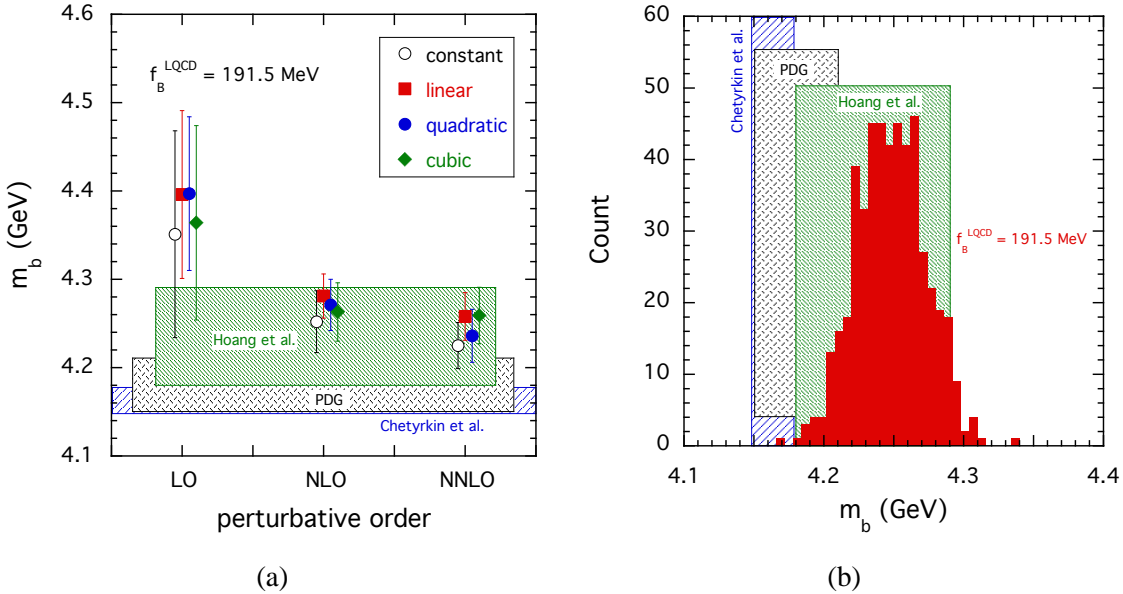 4.6
4.5
4.4
4.3
4.2
4.1
m_b (GeV)
f_B^LQCD = 191.5 MeV
constant
linear
quadratic
cubic
Hoang et al.
PDG
Chetyrkin et al.
LO NLO NNLO
perturbative order
(a)
60
50
40
30
20
10
0
Count
Chetyrkin et al.
PDG
Hoang et al.
f_B^LQCD = 191.5 MeV
4.1 4.2 4.3 4.4
m_b (GeV)
(b)